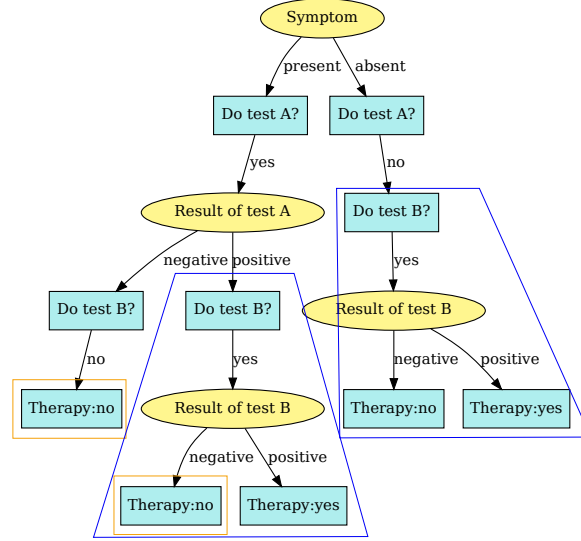 Symptom
present
absent
Do test A?
Do test A?
yes
no
Result of test A
Do test B?
negative
positive
yes
Do test B?
Do test B?
Result of test B
no
yes
negative
positive
Therapy:no
Result of test B
Therapy:no
Therapy:yes
negative
positive
Therapy:no
Therapy:yes